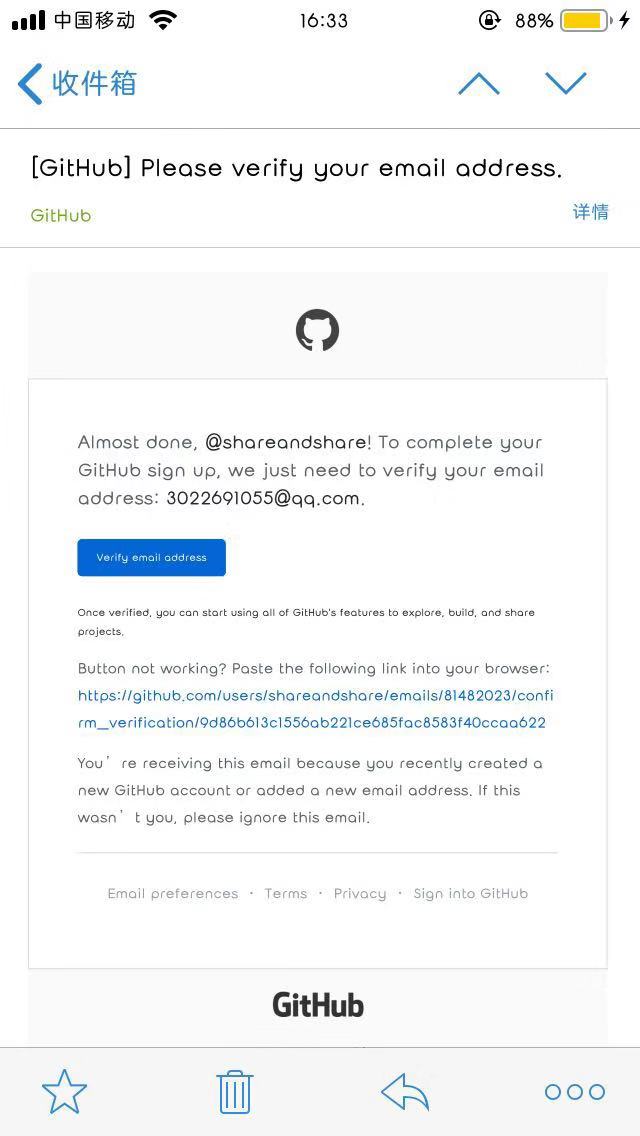 中国移动 16:33 88%
收件箱
[GitHub] Please verify your email address.
GitHub 详情
Almost done, @shareandshare! To complete your
GitHub sign up, we just need to verify your email
address: 3022691055@qq.com.
Verify email address
Once verified, you can start using all of GitHub's features to explore, build, and share
projects.
Button not working? Paste the following link into your browser:
https://github.com/users/shareandshare/emails/81482023/confi
rm_verification/9d86b613c1556ab221ce685fac8583f40ccaa622
You’re receiving this email because you recently created a
new GitHub account or added a new email address. If this
wasn’t you, please ignore this email.
Email preferences · Terms · Privacy · Sign into GitHub
GitHub